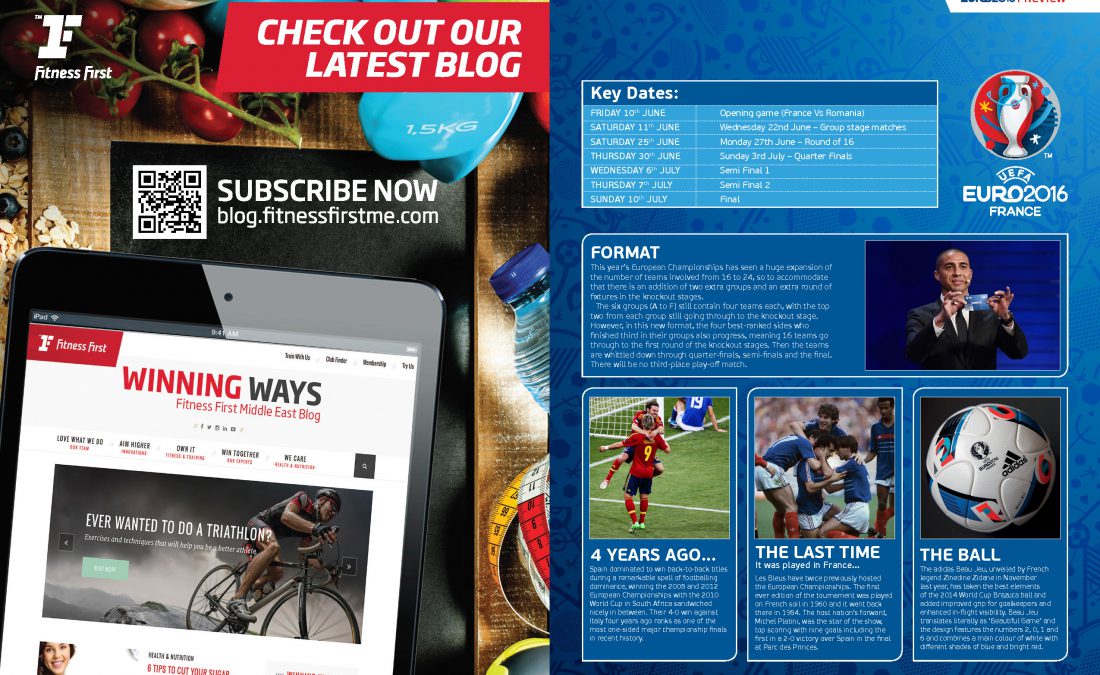 ™
Fitness First
CHECK OUT OUR
LATEST BLOG
1.5KG
SUBSCRIBE NOW
blog.fitnessfirstme.com
iPad
9:41 AM
Fitness First
Train With Us
Club Finder
Membership
Try Us
WINNING WAYS
Fitness First Middle East Blog
LOVE WHAT WE DO
OUR TEAM
AIM HIGHER
INNOVATIONS
OWN IT
FITNESS & TRAINING
WIN TOGETHER
OUR EXPERTS
WE CARE
HEALTH & NUTRITION
EVER WANTED TO DO A TRIATHLON?
Exercises and techniques that will help you be a better athlete
READ MORE
HEALTH & NUTRITION
6 TIPS TO CUT YOUR SUGAR
Key Dates:
FRIDAY 10th JUNE Opening game (France Vs Romania)
SATURDAY 11th JUNE Wednesday 22nd June – Group stage matches
SATURDAY 25th JUNE Monday 27th June – Round of 16
THURSDAY 30th JUNE Sunday 3rd July – Quarter Finals
WEDNESDAY 6th JULY Semi Final 1
THURSDAY 7th JULY Semi Final 2
SUNDAY 10th JULY Final
™
UEFA
EURO2016
FRANCE
FORMAT
This year's European Championships has seen a huge expansion of
the number of teams involved from 16 to 24, so to accommodate
that there is an addition of two extra groups and an extra round of
fixtures in the knockout stages.
The six groups (A to F) still contain four teams each, with the top
two from each group still going through to the knockout stage.
However, in this new format, the four best-ranked sides who
finished third in their groups also progress, meaning 16 teams go
through to the first round of the knockout stages. Then the teams
are whittled down through quarter-finals, semi-finals and the final.
There will be no third-place play-off match.
19
9
4 YEARS AGO...
Spain dominated to win back-to-back titles
during a remarkable spell of footballing
dominance, winning the 2008 and 2012
European Championships with the 2010
World Cup in South Africa sandwiched
nicely in between. Their 4-0 win against
Italy four years ago ranks as one of the
most one-sided major championship finals
in recent history.
THE LAST TIME
It was played in France...
Les Bleus have twice previously hosted
the European Championships. The first
ever edition of the tournament was played
on French soil in 1960 and it went back
there in 1984. The host nation's forward,
Michel Platini, was the star of the show,
top scoring with nine goals including the
first in a 2-0 victory over Spain in the final
at Parc des Princes.
EURO2016
adidas
THE BALL
The adidas Beau Jeu, unveiled by French
legend Zinedine Zidane in November
last year, has taken the best elements
of the 2014 World Cup Brazuca ball and
added improved grip for goalkeepers and
enhanced in-flight visibility. Beau Jeu
translates literally as 'Beautiful Game' and
the design features the numbers 2, 0, 1 and
6 and combines a main colour of white with
different shades of blue and bright red.